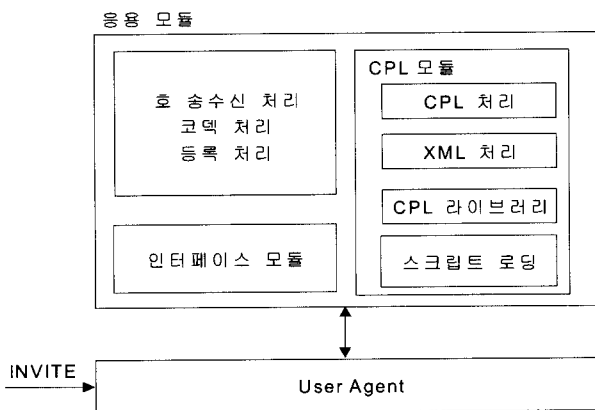 응용 모듈
호 송수신 처리
코덱 처리
등록 처리
인터페이스 모듈
CPL 모듈
CPL 처리
XML 처리
CPL 라이브러리
스크립트 로딩
INVITE
User Agent